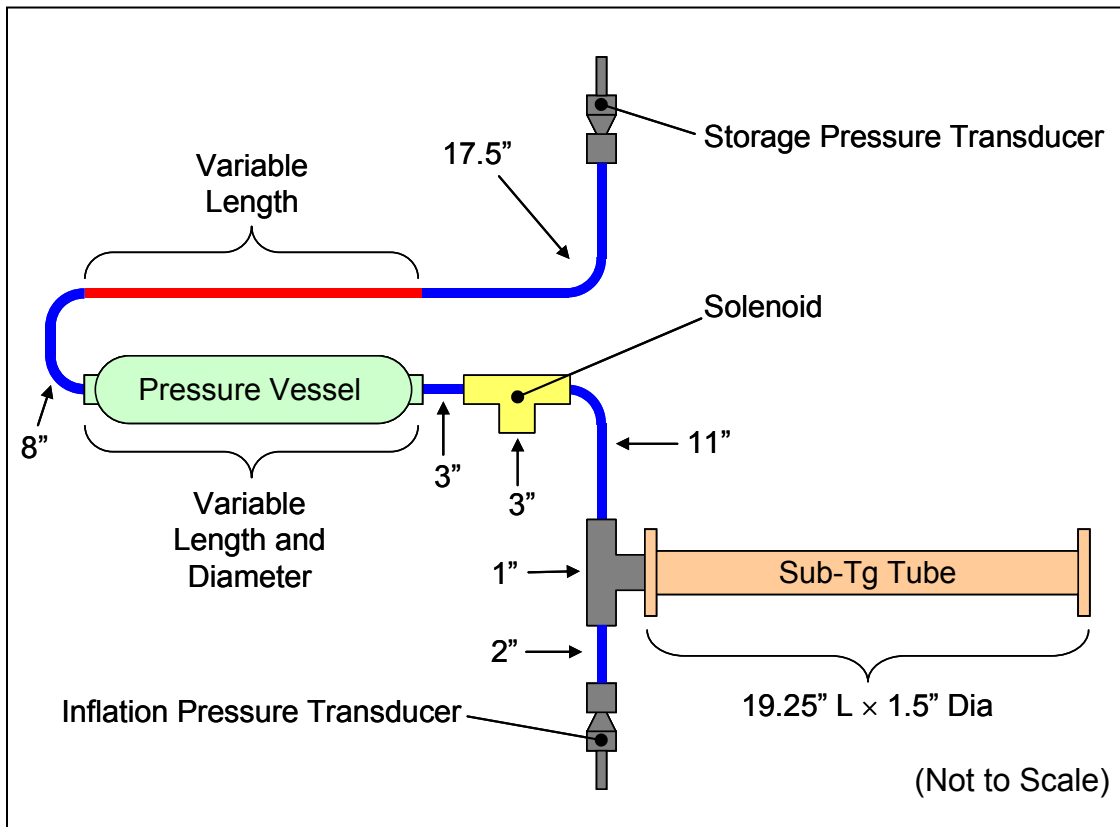 Storage Pressure Transducer
17.5”
Variable
Length
Solenoid
Pressure Vessel
8”
3”
3”
11”
Variable
Length and
Diameter
1”
Sub-Tg Tube
2”
19.25” L × 1.5” Dia
Inflation Pressure Transducer
(Not to Scale)